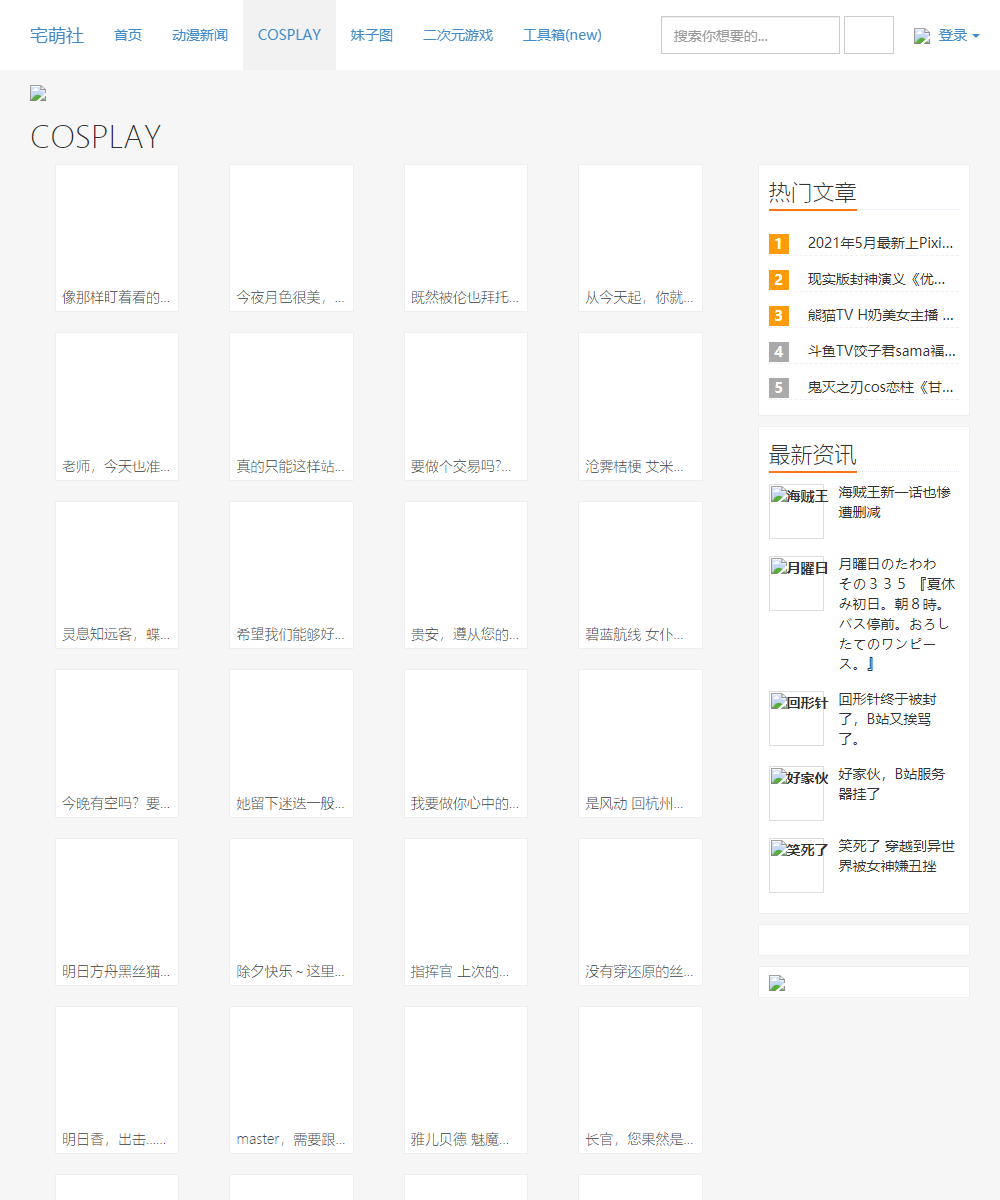 宅萌社 首页 动漫新闻 COSPLAY 妹子图 二次元游戏 工具箱(new) 搜索你想要的... 登录
COSPLAY
像那样盯着看的... 今夜月色很美，... 既然被伦也拜托... 从今天起，你就...
老师，今天也准... 真的只能这样站... 要做个交易吗?... 沧霁桔梗 艾米...
灵息知远客，蝶... 希望我们能够好... 贵安，遵从您的... 碧蓝航线 女仆...
今晚有空吗？要... 她留下迷迭一般... 我要做你心中的... 是风动 回杭州...
明日方舟黑丝猫... 除夕快乐 ~ 这里... 指挥官 上次的... 没有穿还原的丝...
明日香，出击...... master，需要跟... 雅儿贝德 魅魔... 长官，您果然是...
热门文章
1 2021年5月最新上Pixi...
2 现实版封神演义《优...
3 熊猫TV H奶美女主播 ...
4 斗鱼TV饺子君sama福...
5 鬼灭之刃cos恋柱《甘...
最新资讯
海贼王 海贼王新一话也惨
遭删减
月曜日 月曜日のたわわ
その３３５ 『夏休
み初日。朝８時。
バス停前。おろし
たてのワンピー
ス。』
回形针 回形针终于被封
了，B站又挨骂
了。
好家伙 好家伙，B站服务
器挂了
笑死了 笑死了 穿越到异世
界被女神嫌丑挫